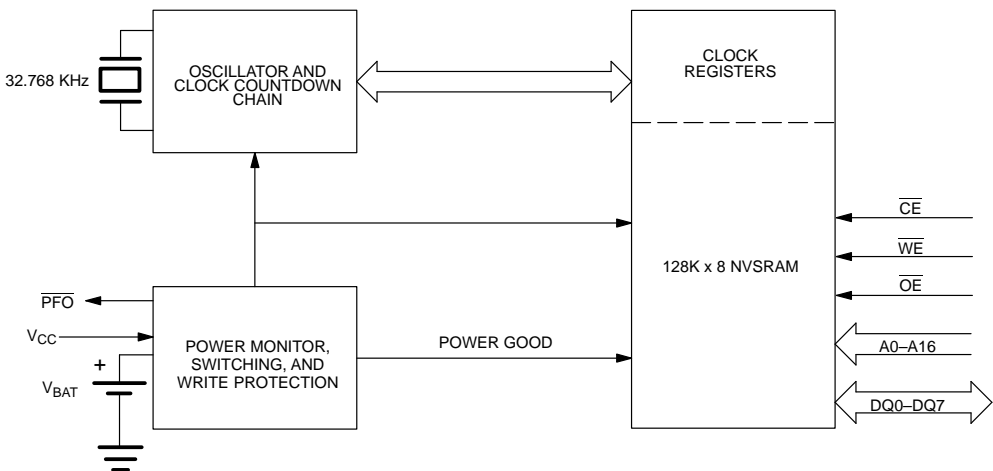 32.768 KHz
OSCILLATOR AND
CLOCK COUNTDOWN
CHAIN
CLOCK
REGISTERS
CE
WE
128K x 8 NVSRAM
OE
PFO
VCC
POWER MONITOR,
SWITCHING, AND
WRITE PROTECTION
POWER GOOD
A0–A16
+
VBAT
DQ0–DQ7